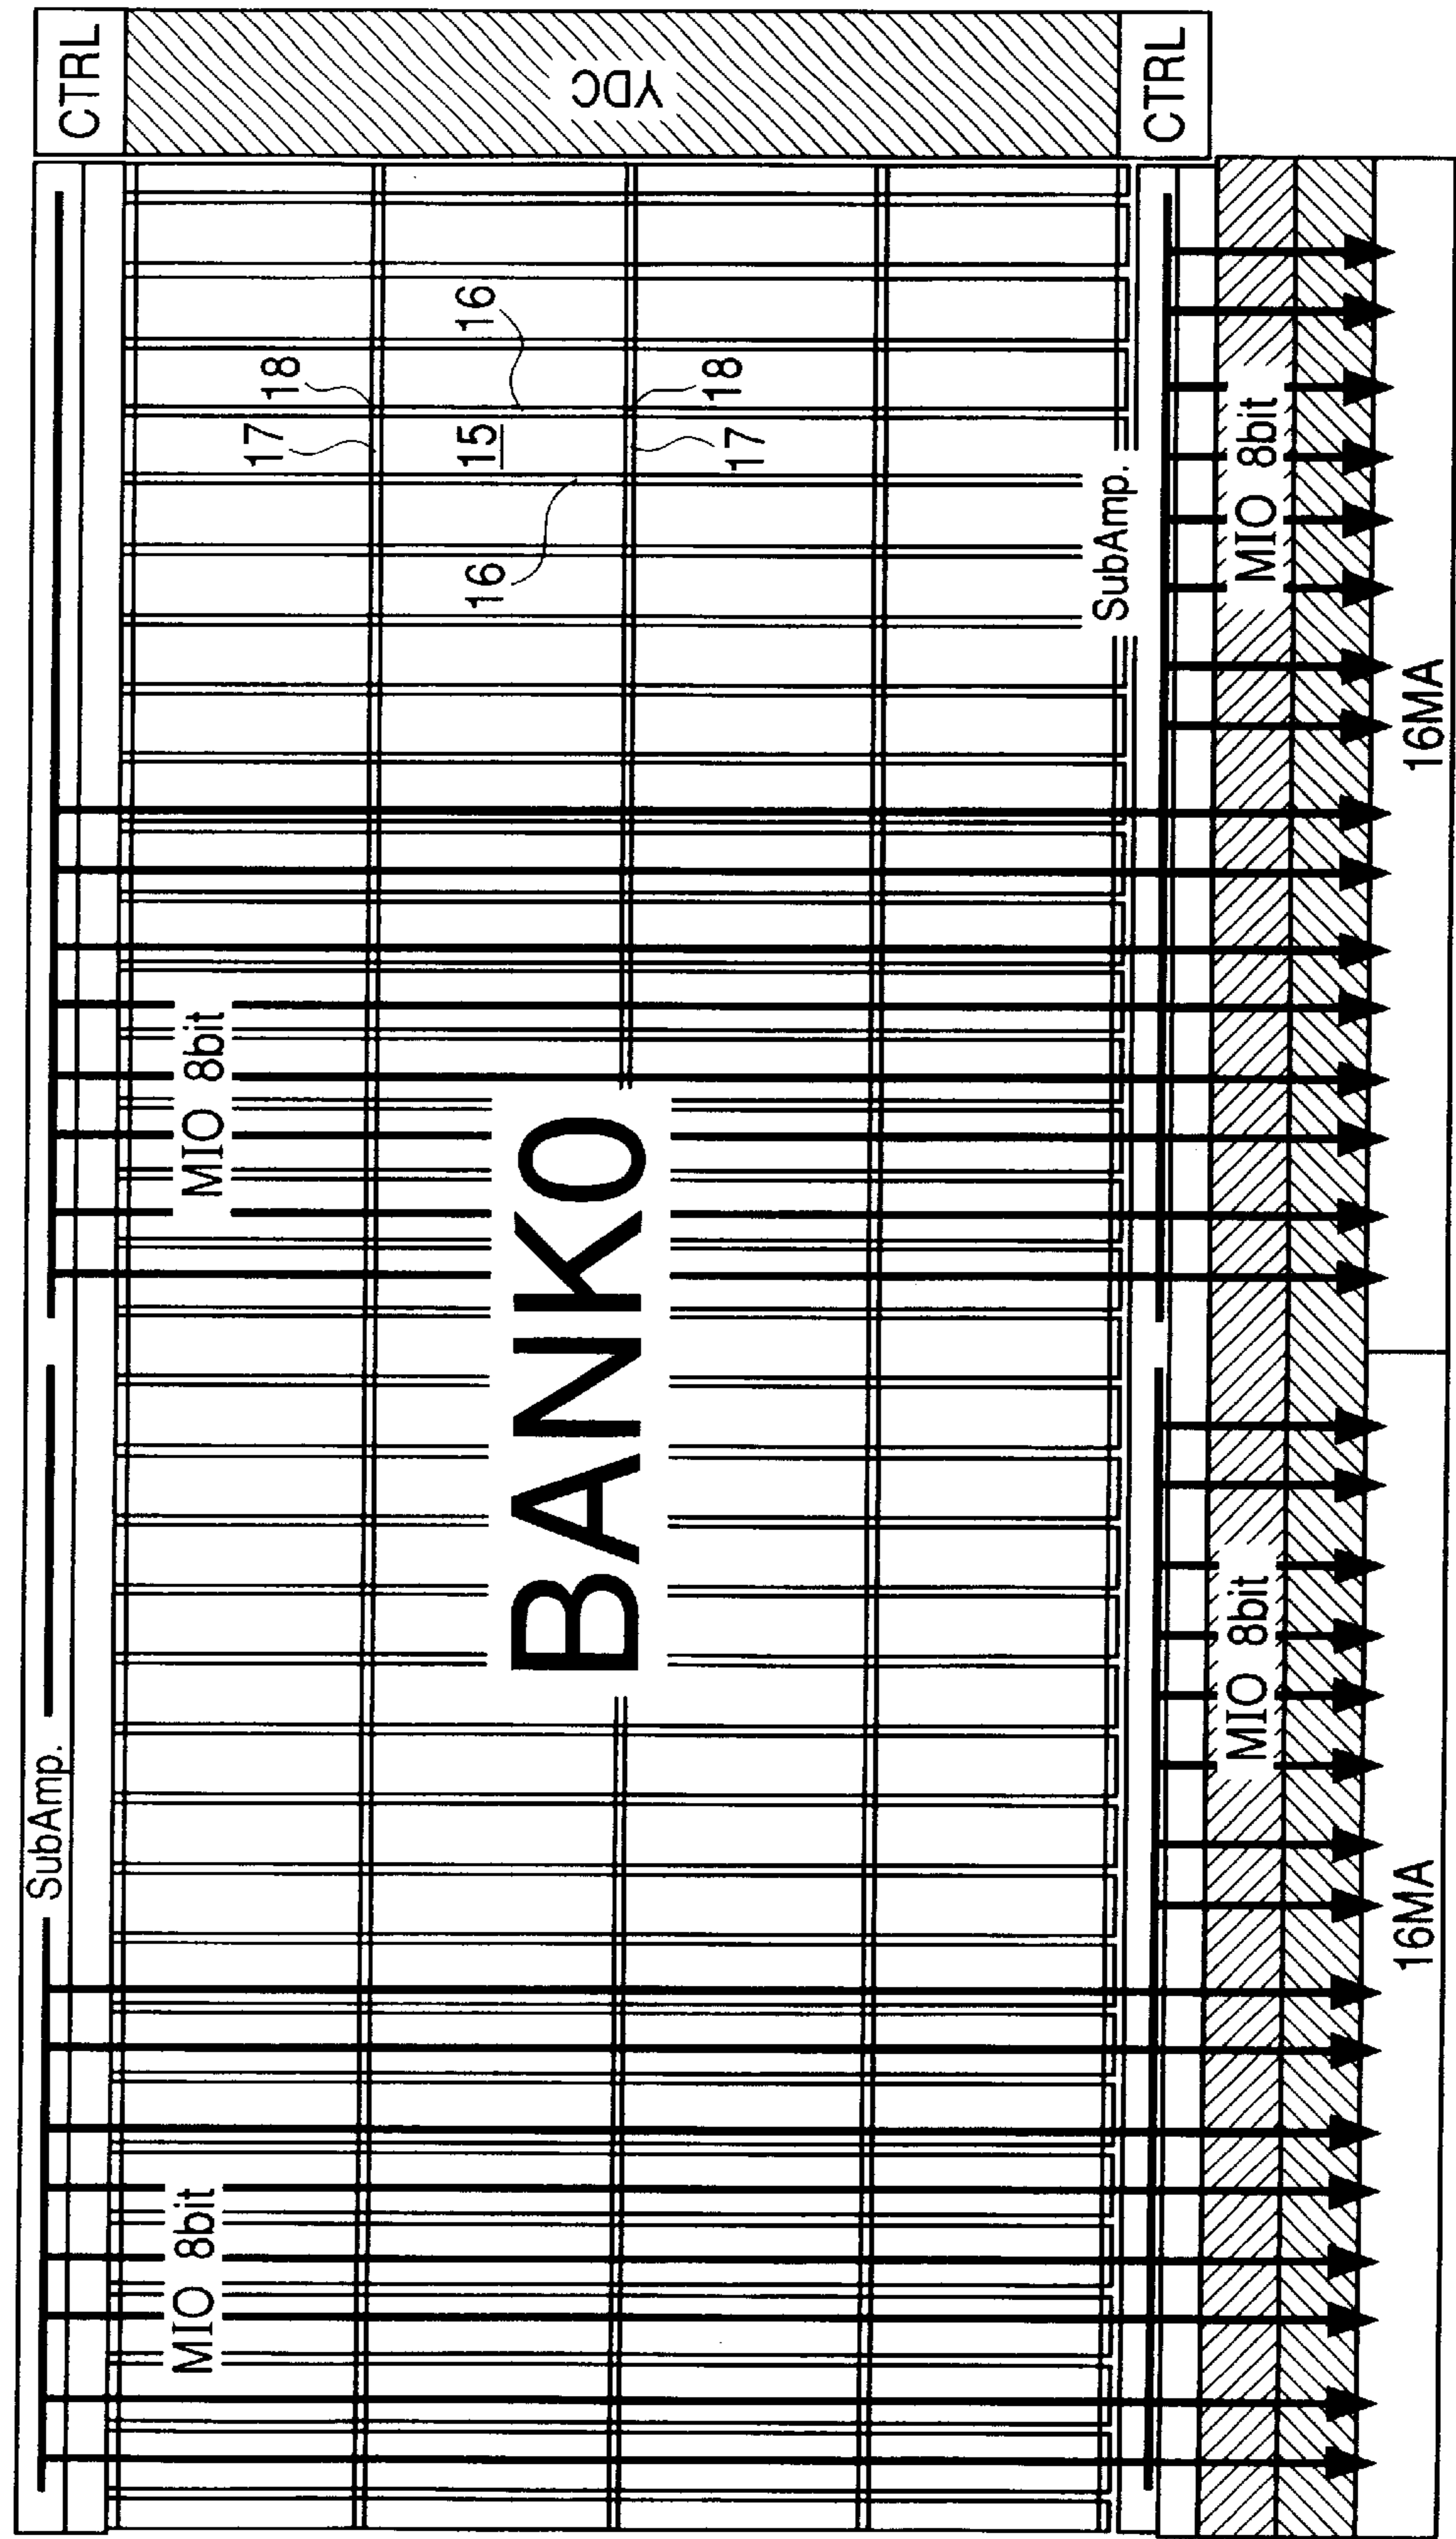 CTRL
YDC
CTRL
SubAmp.
MIO 8bit
MIO 8bit
BANK0
17
18
16
15
16
17
18
SubAmp.
MIO 8bit
MIO 8bit
16MA
16MA